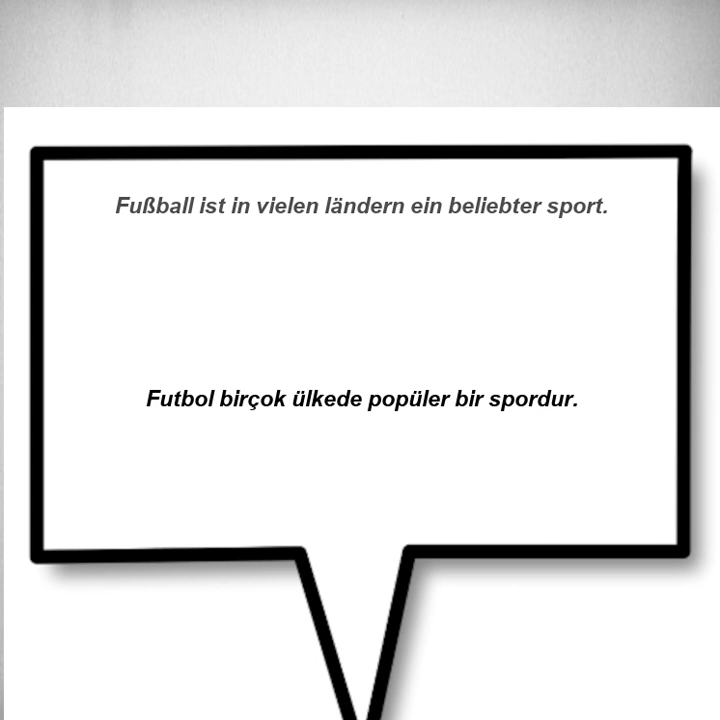 Fußball ist in vielen ländern ein beliebter sport.
Futbol birçok ülkede popüler bir spordur.